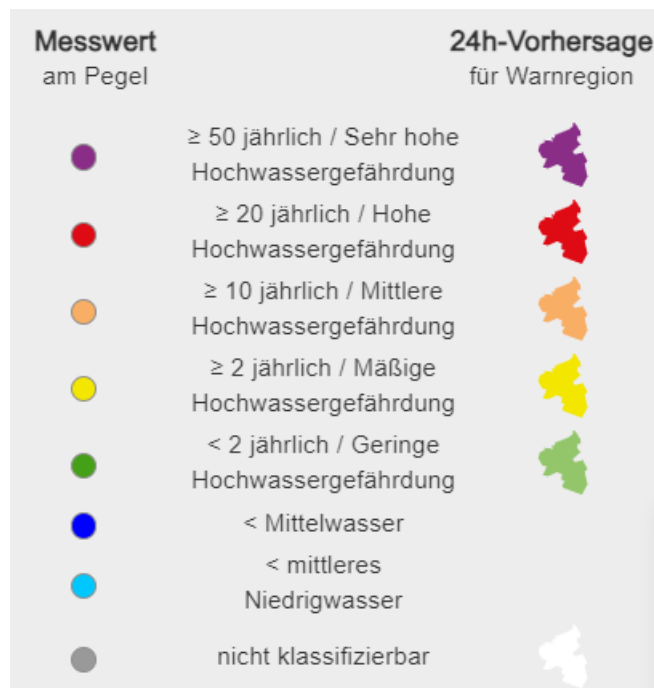 Messwert
am Pegel
24h-Vorhersage
für Warnregion
≥ 50 jährlich / Sehr hohe
Hochwassergefährdung
≥ 20 jährlich / Hohe
Hochwassergefährdung
≥ 10 jährlich / Mittlere
Hochwassergefährdung
≥ 2 jährlich / Mäßige
Hochwassergefährdung
< 2 jährlich / Geringe
Hochwassergefährdung
< Mittelwasser
< mittleres
Niedrigwasser
nicht klassifizierbar